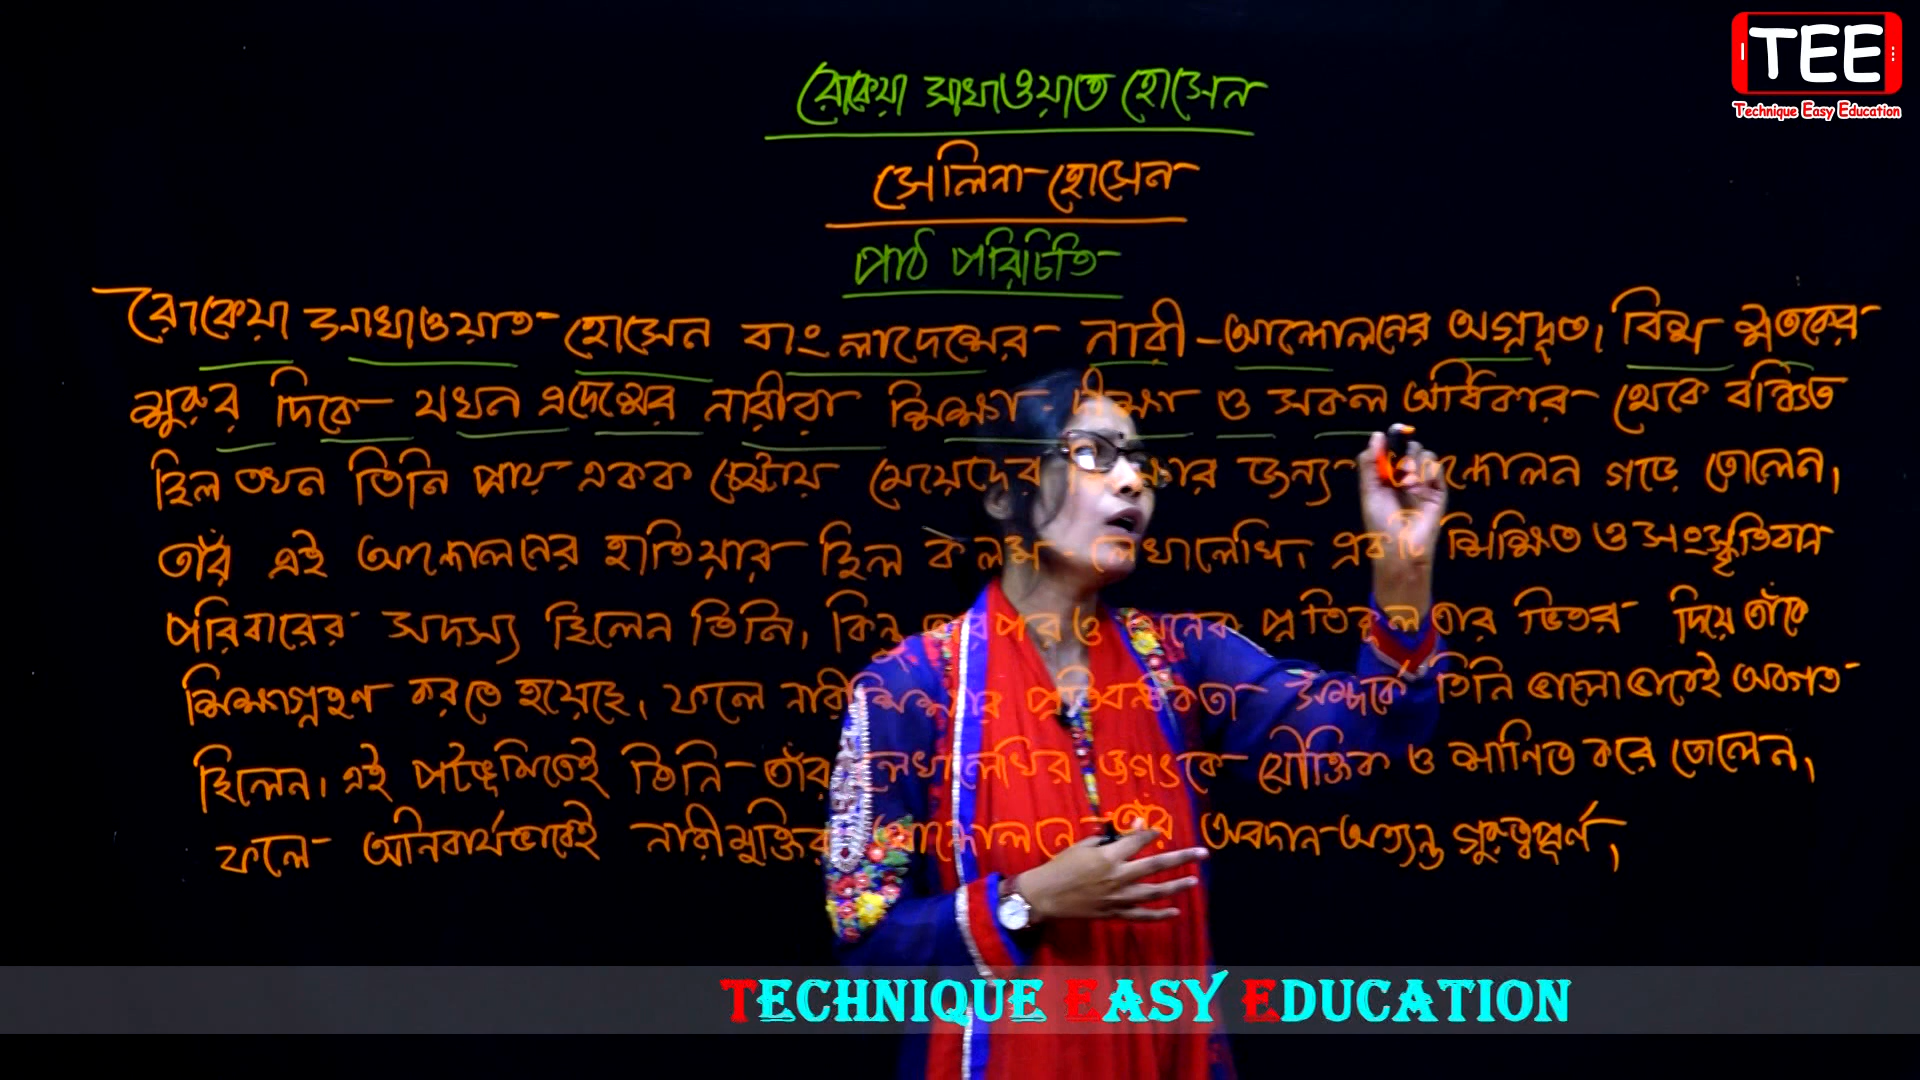 TEE
Technique Easy Education
রোকেয়া সাখাওয়াত হোসেন
সেলিনা হোসেন
পাঠ পরিচিতি
রোকেয়া সাখাওয়াত হোসেন বাংলাদেশের নারী-আন্দোলনের অগ্রদূত। বিশ শতকের
শুরুর দিকে যখন এদেশের নারীরা শিক্ষা-দীক্ষা ও সকল অধিকার থেকে বঞ্চিত
ছিল তখন তিনি প্রায় একক চেষ্টায় মেয়েদের শিক্ষার জন্য আন্দোলন গড়ে তোলেন।
তাঁর এই আন্দোলনের হাতিয়ার ছিল কলম-লেখালেখি। একটি শিক্ষিত ও সংস্কৃতিবান
পরিবারের সদস্য ছিলেন তিনি। কিন্তু তারপরও অনেক প্রতিকূলতার ভিতর দিয়ে তাঁকে
শিক্ষাগ্রহণ করতে হয়েছে। ফলে নারীশিক্ষার প্রতিবন্ধকতা সম্পর্কে তিনি ভালোভাবেই অবগত
ছিলেন। এই তিনি তাঁর লেখালেখির জগৎকে যৌক্তিক ও শাণিত করে তোলেন।
ফলে অনিবার্যভাবেই নারীমুক্তির আন্দোলনে তাঁর অবদান অত্যন্ত গুরুত্বপূর্ণ।
TECHNIQUE EASY EDUCATION